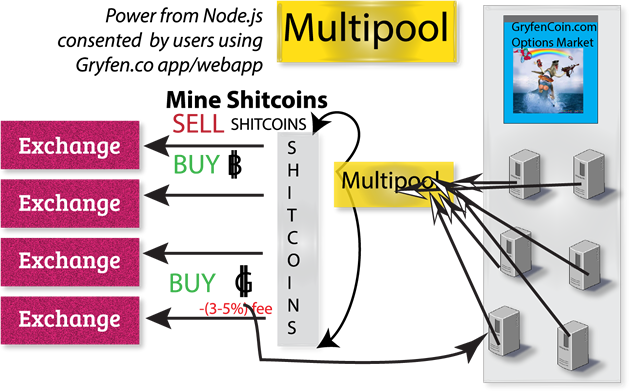 Power from Node.js
consented by users using
Gryfen.co app/webapp
Multipool
GryfenCoin.com
Options Market
Mine Shitcoins
SELL SHITCOINS
Exchange
BUY ฿
Exchange
SHITCOINS
Multipool
Exchange
BUY G
-(3-5%) fee
Exchange